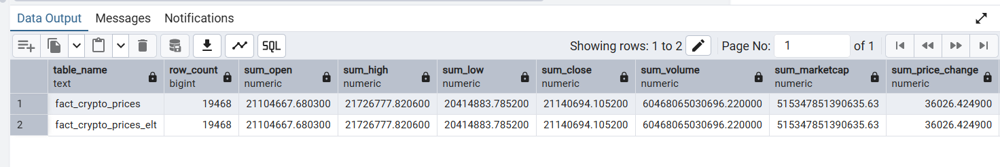 Data Output Messages Notifications
SQL Showing rows: 1 to 2 Page No: 1 of 1
table_name row_count sum_open sum_high sum_low sum_close sum_volume sum_marketcap sum_price_change
text bigint numeric numeric numeric numeric numeric numeric numeric
1 fact_crypto_prices 19468 21104667.680300 21726777.820600 20414883.785200 21140694.105200 60468065030696.220000 515347851390635.63 36026.424900
2 fact_crypto_prices_elt 19468 21104667.680300 21726777.820600 20414883.785200 21140694.105200 60468065030696.220000 515347851390635.63 36026.424900